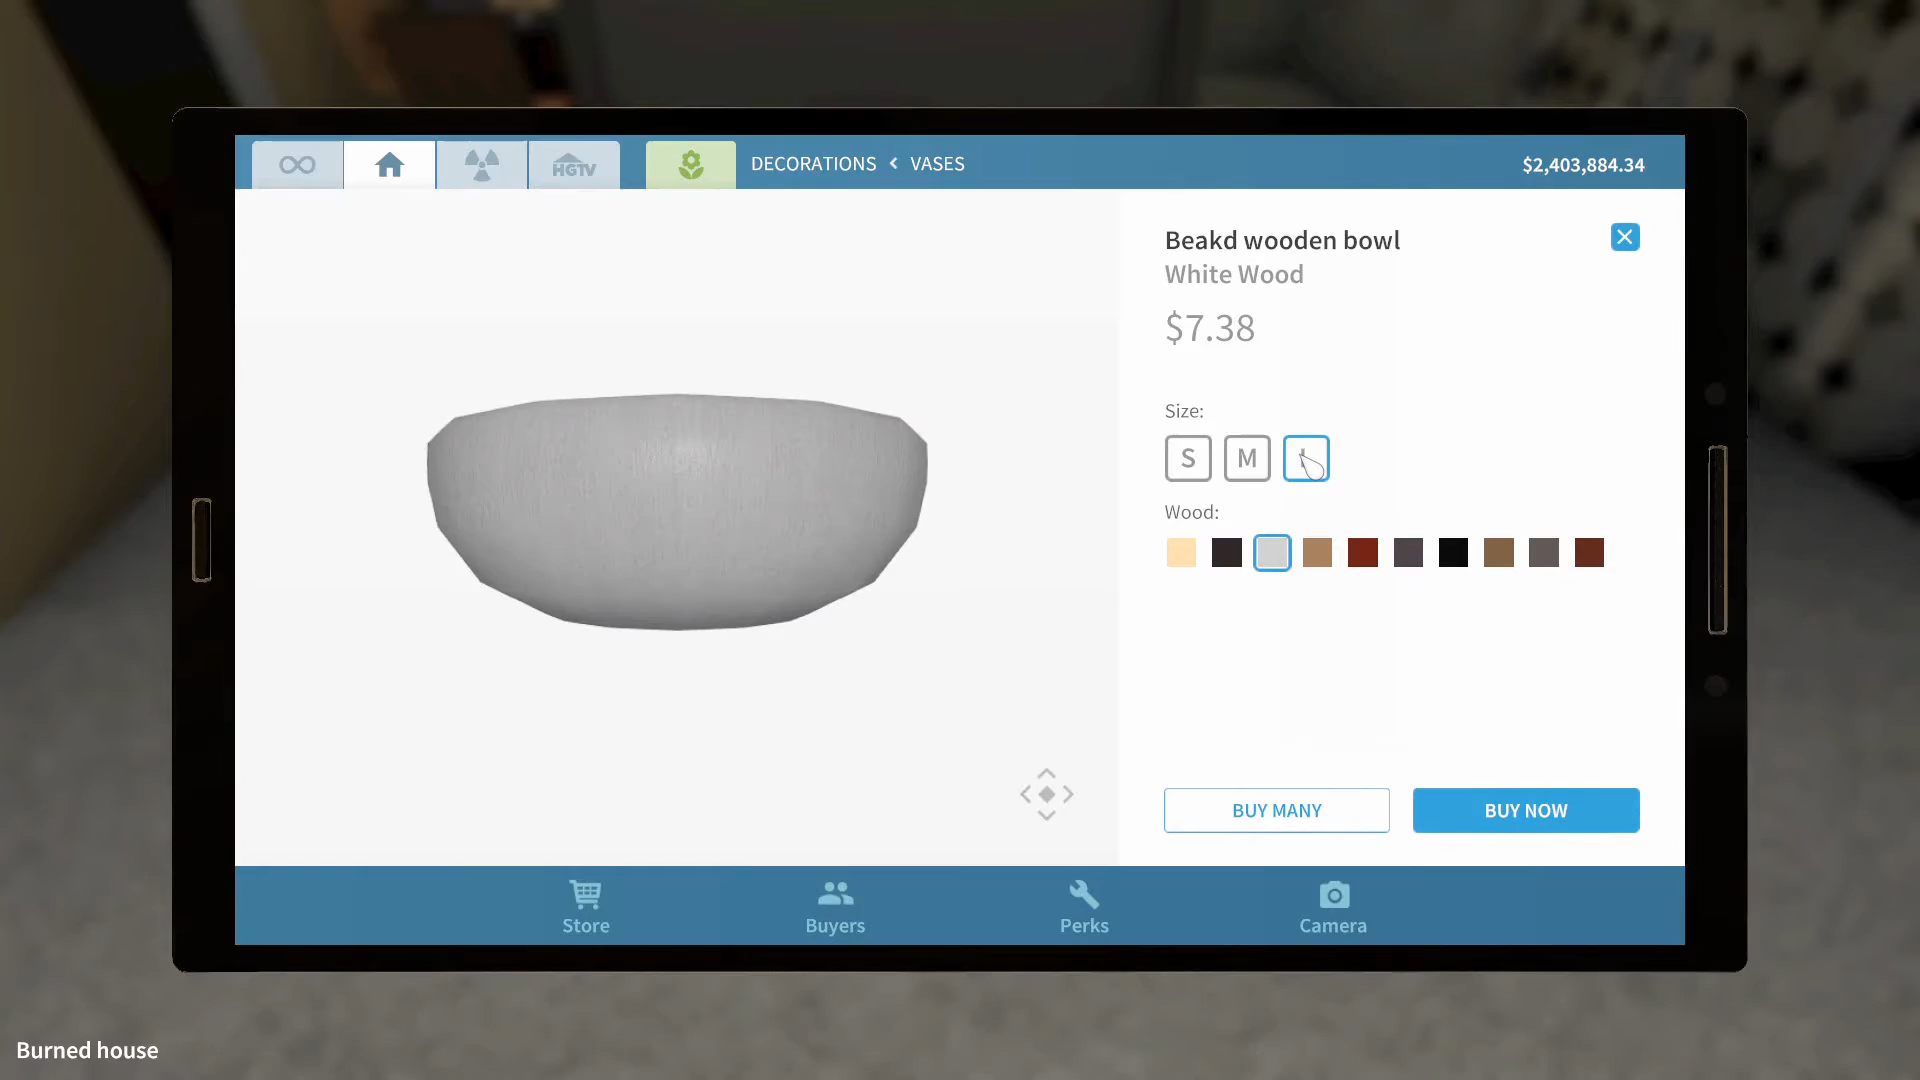 HGTV
DECORATIONS < VASES
$2,403,884.34
Beakd wooden bowl
White Wood
$7.38
Size:
S M
Wood:
BUY MANY
BUY NOW
Store
Buyers
Perks
Camera
Burned house